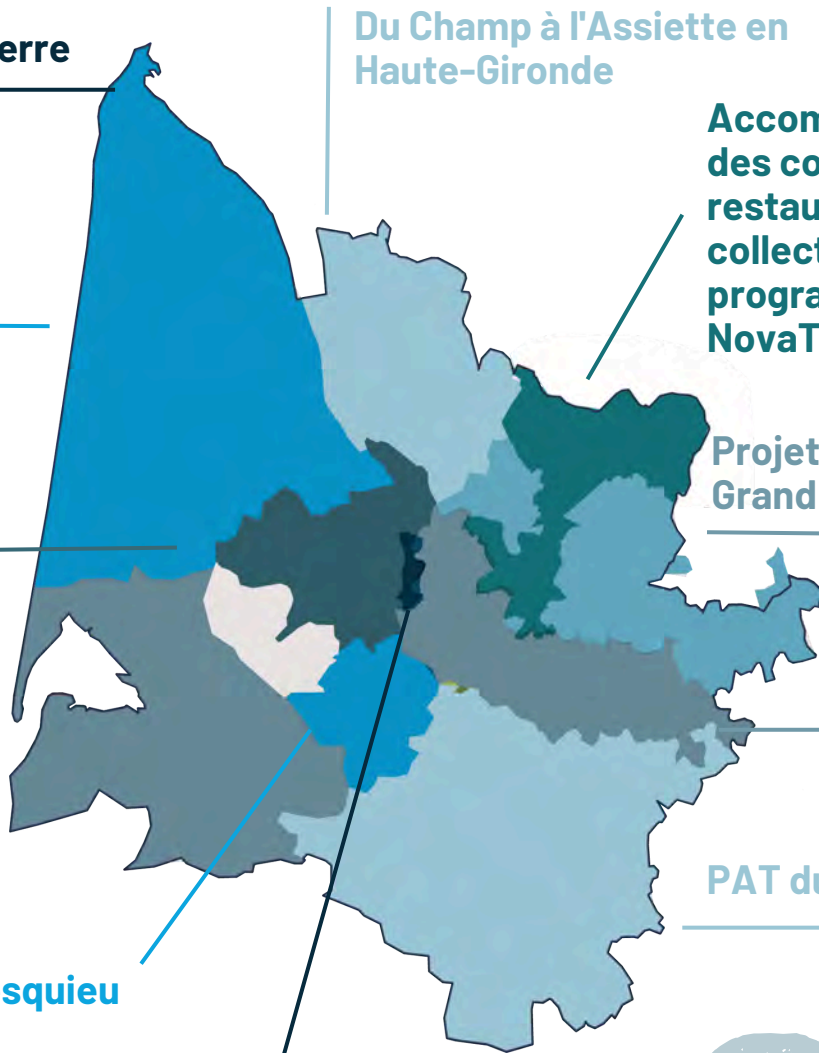 erre
Du Champ à l'Assiette en
Haute-Gironde
Accom
des co
restau
collect
progra
NovaT
Projet
Grand
PAT du
squieu